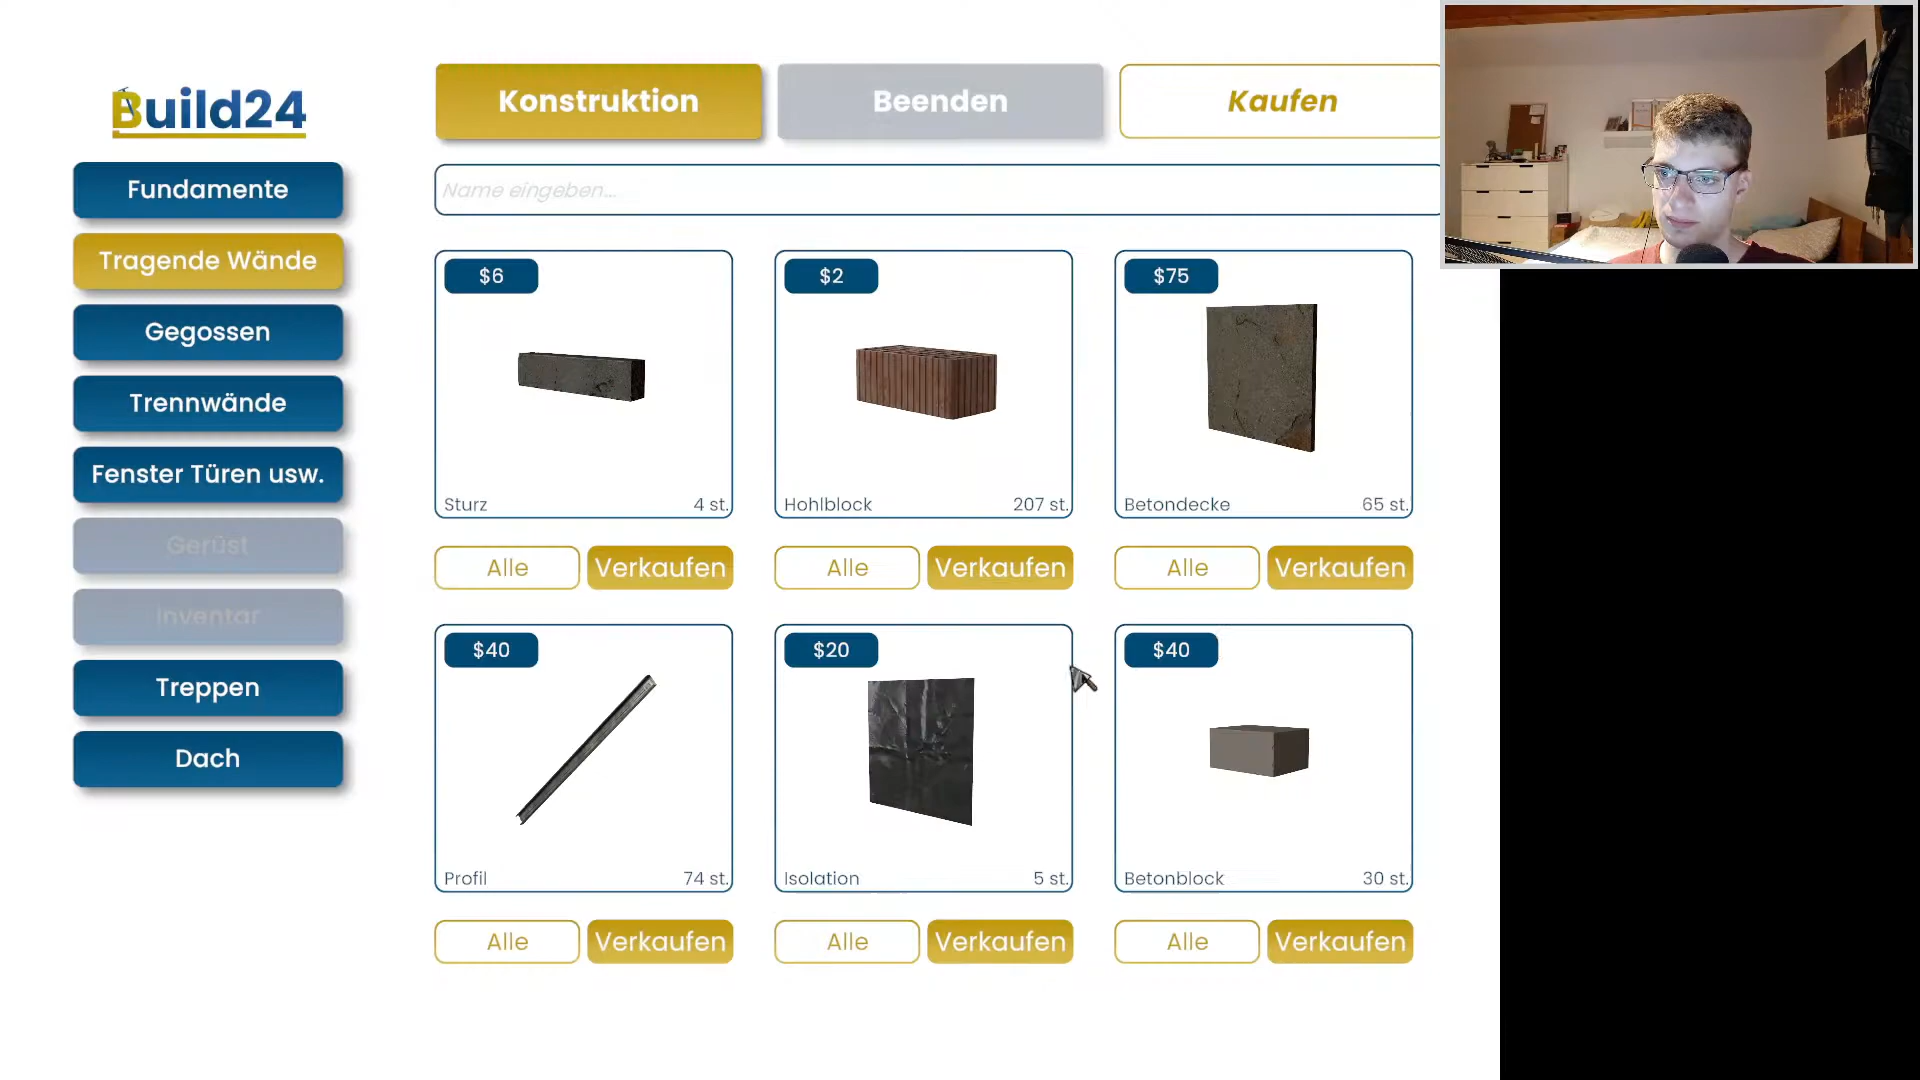 Build24
Konstruktion
Beenden
Kaufen
Name eingeben...
Fundamente
Tragende Wände
Gegossen
Trennwände
Fenster Türen usw.
Gerüst
Inventar
Treppen
Dach
$6
Sturz 4 st.
Alle Verkaufen
$2
Hohlblock 207 st.
Alle Verkaufen
$75
Betondecke 65 st.
Alle Verkaufen
$40
Profil 74 st.
Alle Verkaufen
$20
Isolation 5 st.
Alle Verkaufen
$40
Betonblock 30 st.
Alle Verkaufen